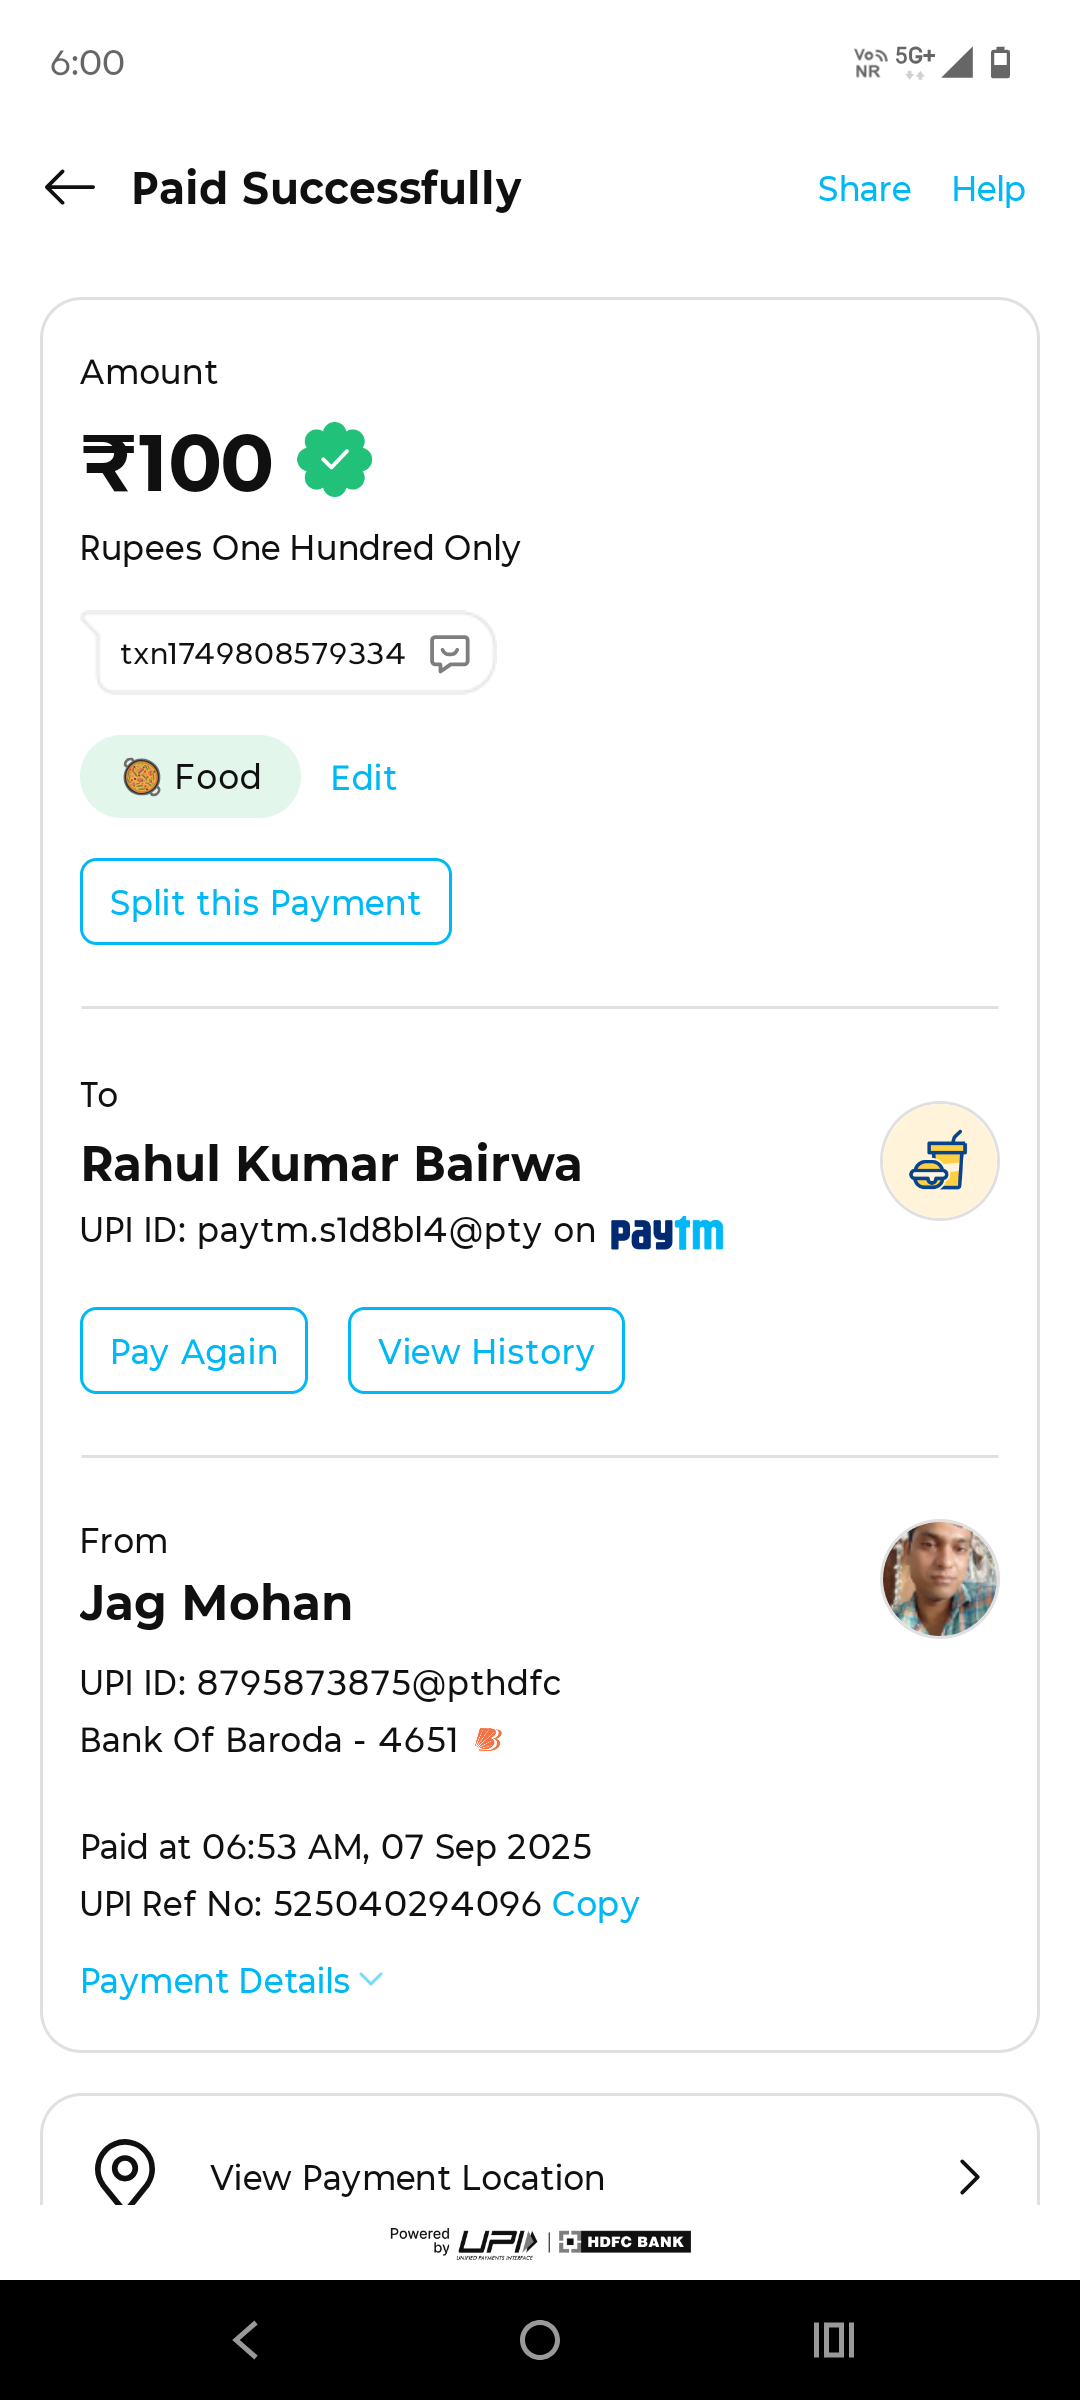 6:00
Vo NR 5G+
Paid Successfully Share Help
Amount
₹100
Rupees One Hundred Only
txn1749808579334
Food Edit
Split this Payment
To
Rahul Kumar Bairwa
UPI ID: paytm.s1d8bl4@pty on paytm
Pay Again View History
From
Jag Mohan
UPI ID: 8795873875@pthdfc
Bank Of Baroda - 4651
Paid at 06:53 AM, 07 Sep 2025
UPI Ref No: 525040294096 Copy
Payment Details
View Payment Location
Powered by UPI UNIFIED PAYMENTS INTERFACE | HDFC BANK